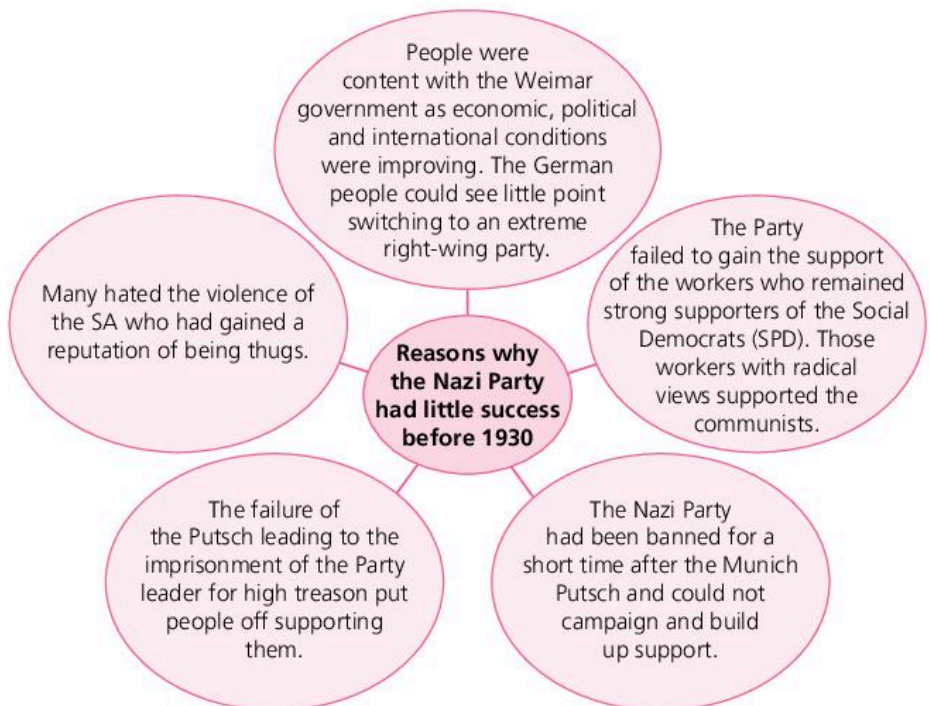 People were
content with the Weimar
government as economic, political
and international conditions
were improving. The German
people could see little point
switching to an extreme
right-wing party.
The Party
failed to gain the support
of the workers who remained
strong supporters of the Social
Democrats (SPD). Those
workers with radical
views supported the
communists.
Many hated the violence of
the SA who had gained a
reputation of being thugs.
Reasons why
the Nazi Party
had little success
before 1930
The failure of
the Putsch leading to the
imprisonment of the Party
leader for high treason put
people off supporting
them.
The Nazi Party
had been banned for a
short time after the Munich
Putsch and could not
campaign and build
up support.